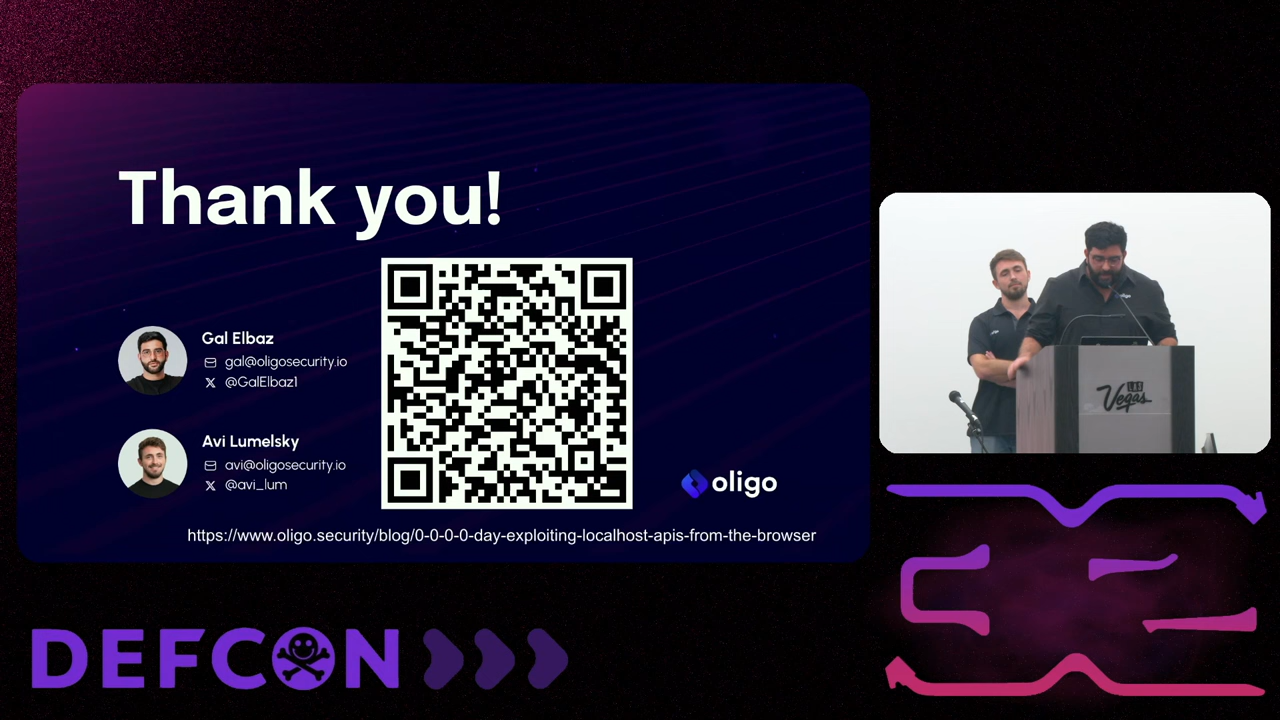 Thank you!
Gal Elbaz
gal@oligosecurity.io
@GalElbaz1
Avi Lumelsky
avi@oligosecurity.io
@avi_lum
oligo
https://www.oligo.security/blog/0-0-0-0-day-exploiting-localhost-apis-from-the-browser
LES
Vegas
DEFCON